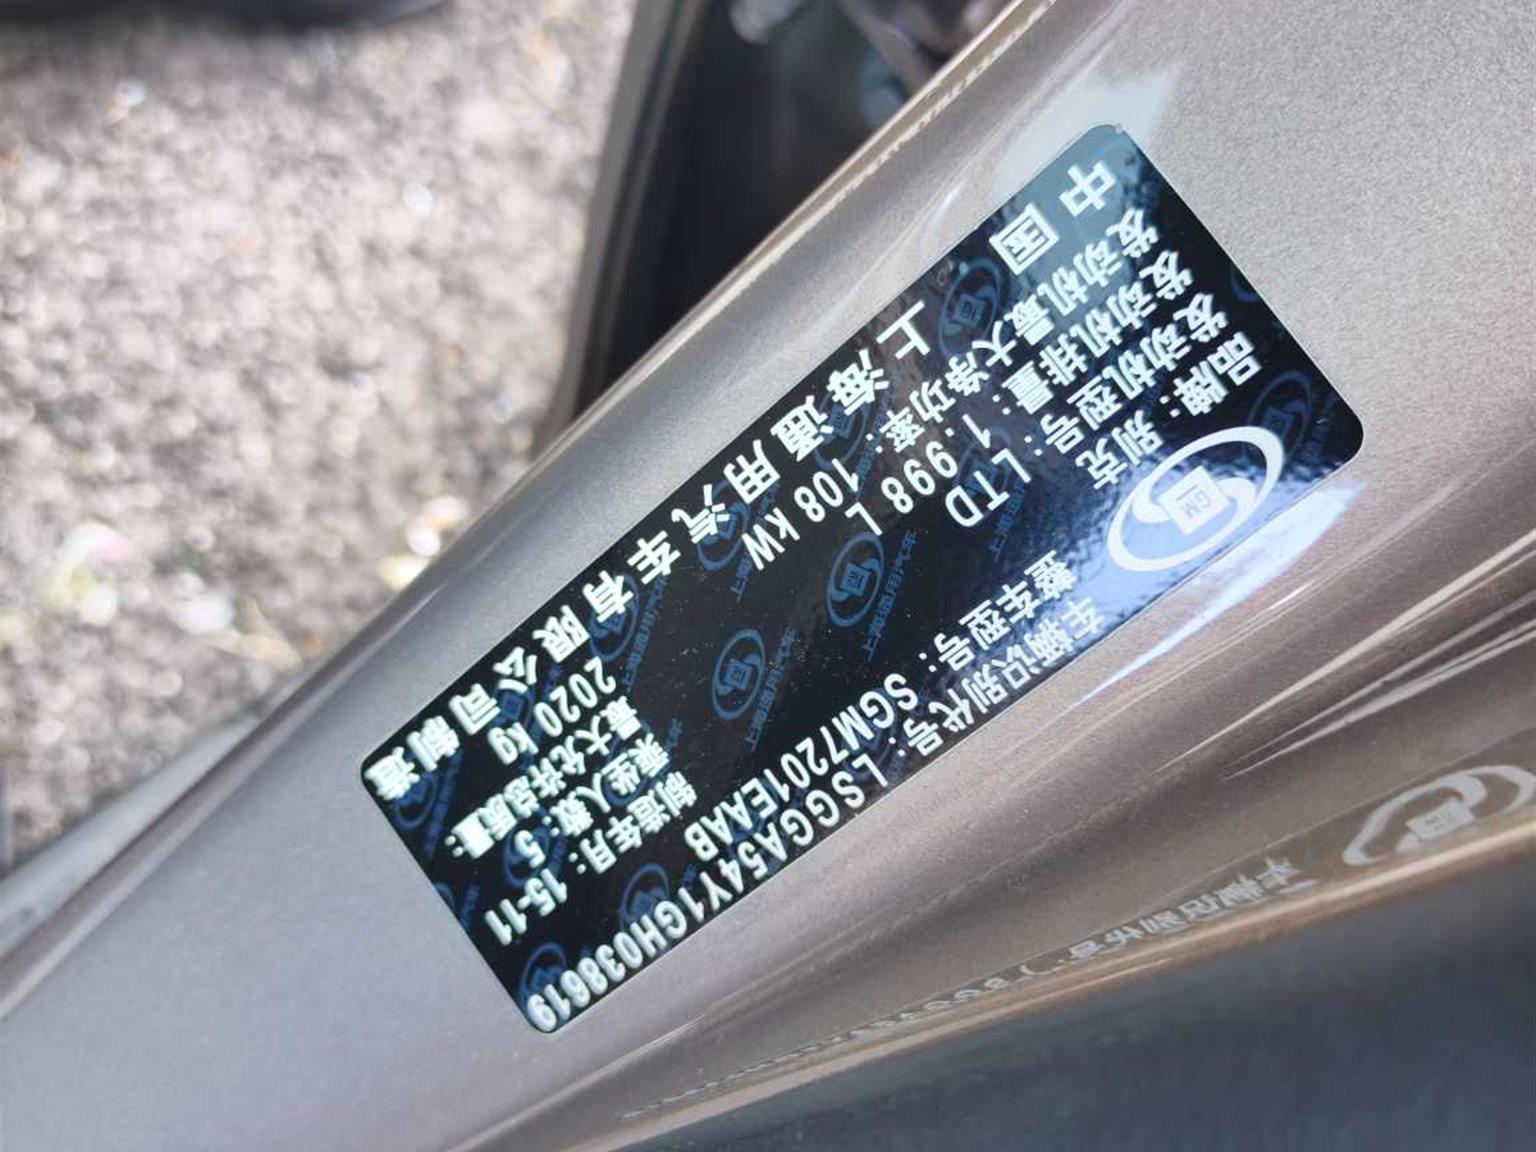 车辆识别代号: LSGGA54Y1GH038619
整车型号: SGM7201EAAB
GM
品牌: 别克
制造年月: 15-11
发动机型号: LTD
乘坐人数: 5
发动机排量: 1.998 L
最大允许总质量: 2020 kg
发动机最大净功率: 108 kW
中国 上海通用汽车有限公司制造